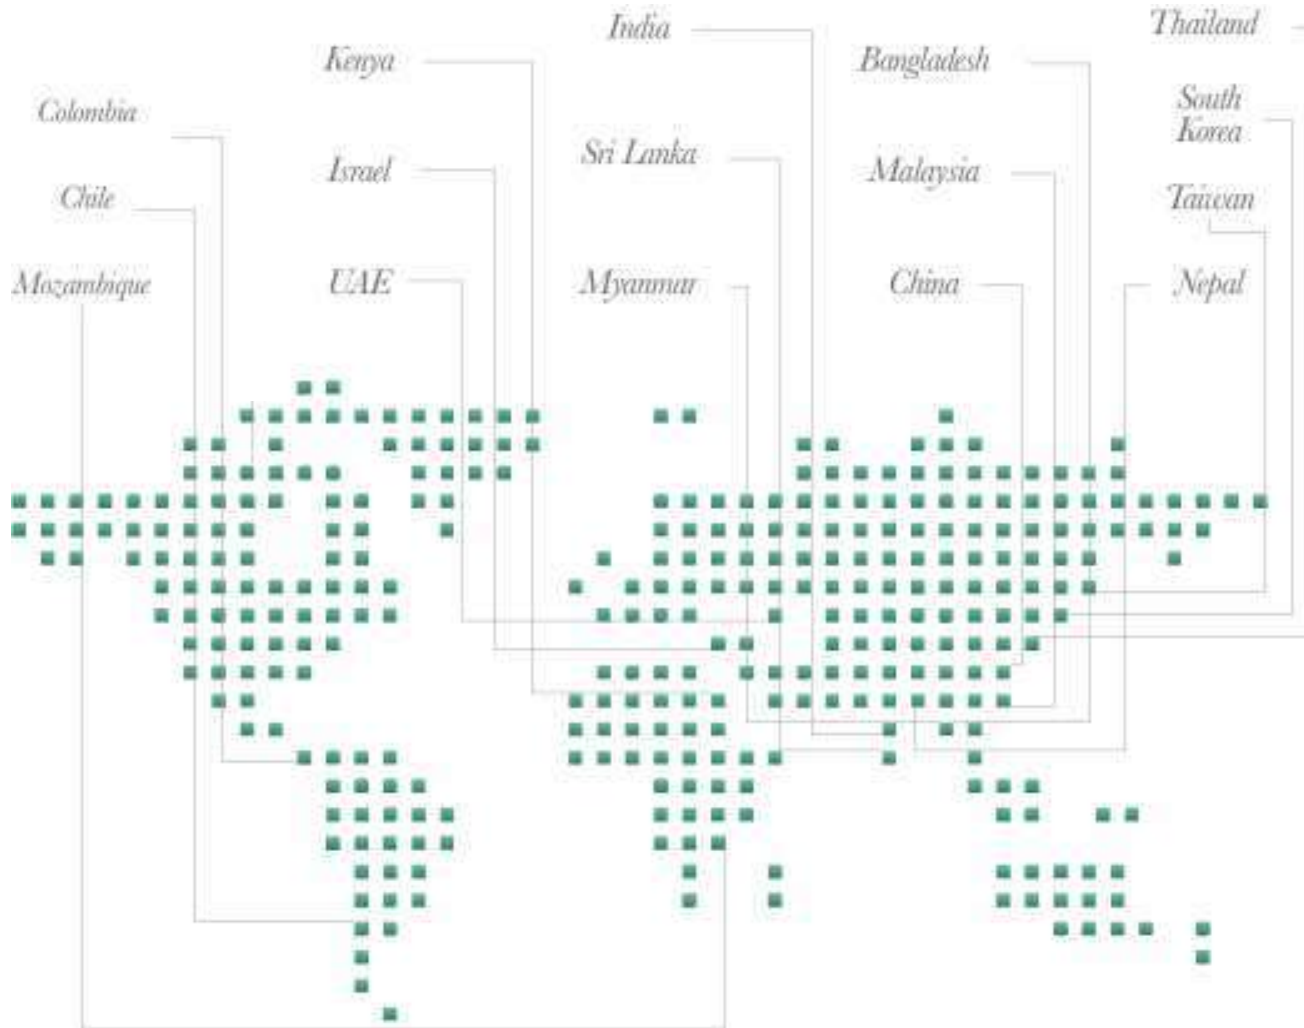 India
Thailand
Kenya
Bangladesh
Colombia
South
Korea
Israel
Sri Lanka
Malaysia
Chile
Taiwan
Mozambique
UAE
Myanmar
China
Nepal